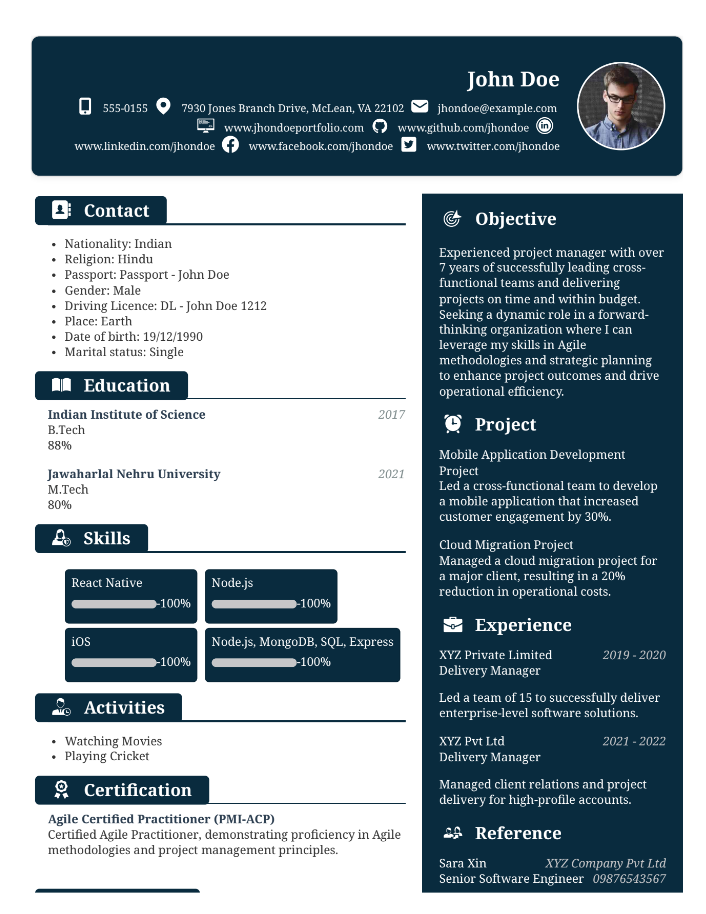 John Doe
555-0155 7930 Jones Branch Drive, McLean, VA 22102 jhondoe@example.com
www.jhondoeportfolio.com www.github.com/jhondoe
www.linkedin.com/jhondoe www.facebook.com/jhondoe www.twitter.com/jhondoe
Contact
• Nationality: Indian
• Religion: Hindu
• Passport: Passport - John Doe
• Gender: Male
• Driving Licence: DL - John Doe 1212
• Place: Earth
• Date of birth: 19/12/1990
• Marital status: Single
Education
Indian Institute of Science 2017
B.Tech
88%
Jawaharlal Nehru University 2021
M.Tech
80%
Skills
React Native
-100%
Node.js
-100%
iOS
-100%
Node.js, MongoDB, SQL, Express
-100%
Activities
• Watching Movies
• Playing Cricket
Certification
Agile Certified Practitioner (PMI-ACP)
Certified Agile Practitioner, demonstrating proficiency in Agile
methodologies and project management principles.
Objective
Experienced project manager with over
7 years of successfully leading cross-
functional teams and delivering
projects on time and within budget.
Seeking a dynamic role in a forward-
thinking organization where I can
leverage my skills in Agile
methodologies and strategic planning
to enhance project outcomes and drive
operational efficiency.
Project
Mobile Application Development
Project
Led a cross-functional team to develop
a mobile application that increased
customer engagement by 30%.
Cloud Migration Project
Managed a cloud migration project for
a major client, resulting in a 20%
reduction in operational costs.
Experience
XYZ Private Limited 2019 - 2020
Delivery Manager
Led a team of 15 to successfully deliver
enterprise-level software solutions.
XYZ Pvt Ltd 2021 - 2022
Delivery Manager
Managed client relations and project
delivery for high-profile accounts.
Reference
Sara Xin XYZ Company Pvt Ltd
Senior Software Engineer 09876543567